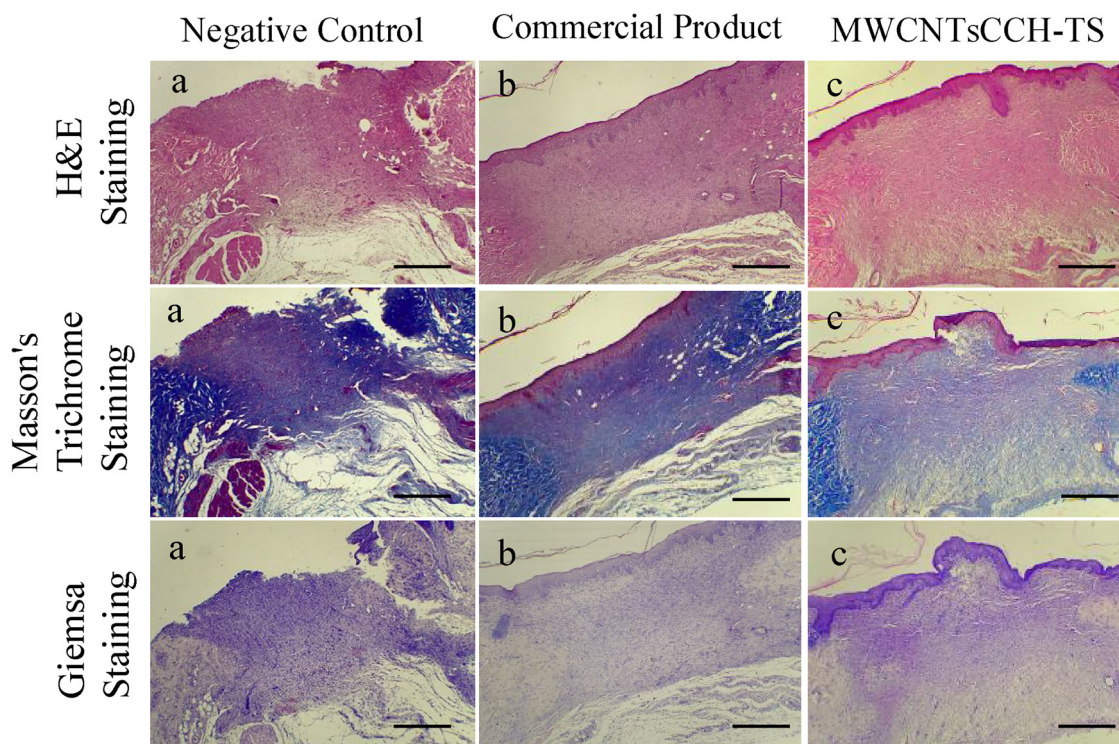 Negative Control
Commercial Product
MWCNTsCCH-TS
H&E
Staining
a
b
c
Masson's
Trichrome
Staining
a
b
c
Giemsa
Staining
a
b
c